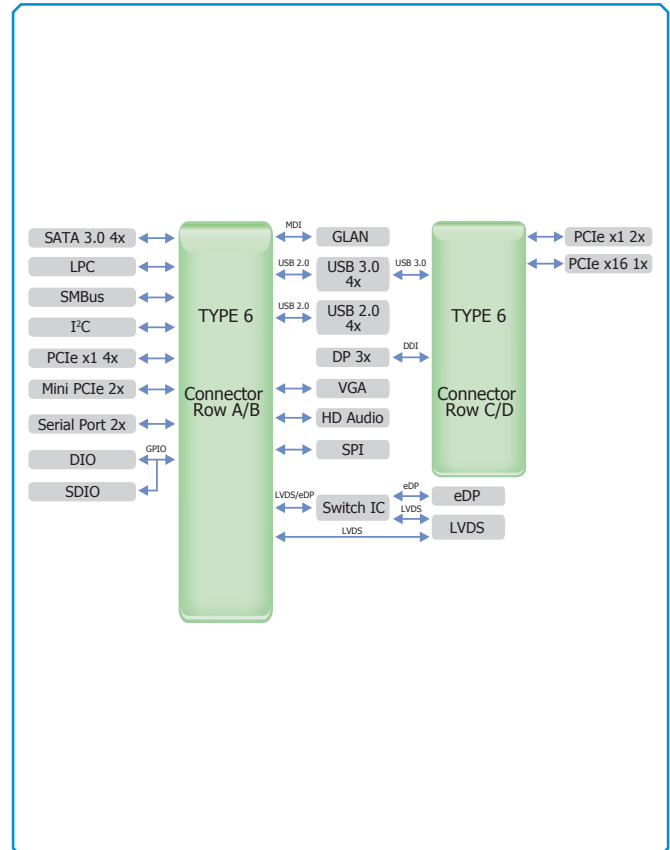 SATA 3.0 4x
LPC
SMBus
I²C
PCIe x1 4x
Mini PCIe 2x
Serial Port 2x
DIO
SDIO
GPIO
TYPE 6
Connector
Row A/B
MDI
GLAN
USB 2.0
USB 3.0
4x
USB 3.0
USB 2.0
USB 2.0
4x
DP 3x
DDI
VGA
HD Audio
SPI
LVDS/eDP
Switch IC
eDP
eDP
LVDS
LVDS
LVDS
TYPE 6
Connector
Row C/D
PCIe x1 2x
PCIe x16 1x